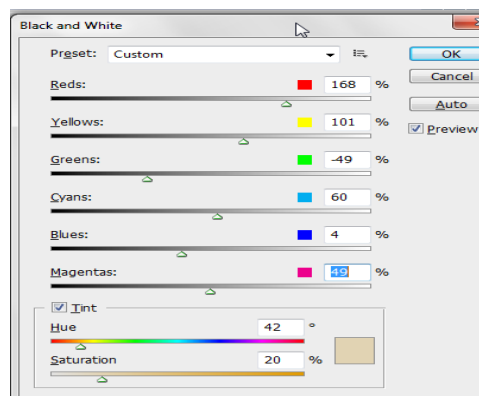 Black and White
Preset: Custom
OK
Reds: 168 %
Cancel
Yellows: 101 %
Auto
Preview
Greens: -49 %
Cyans: 60 %
Blues: 4 %
Magentas: 49 %
Tint
Hue 42 °
Saturation 20 %